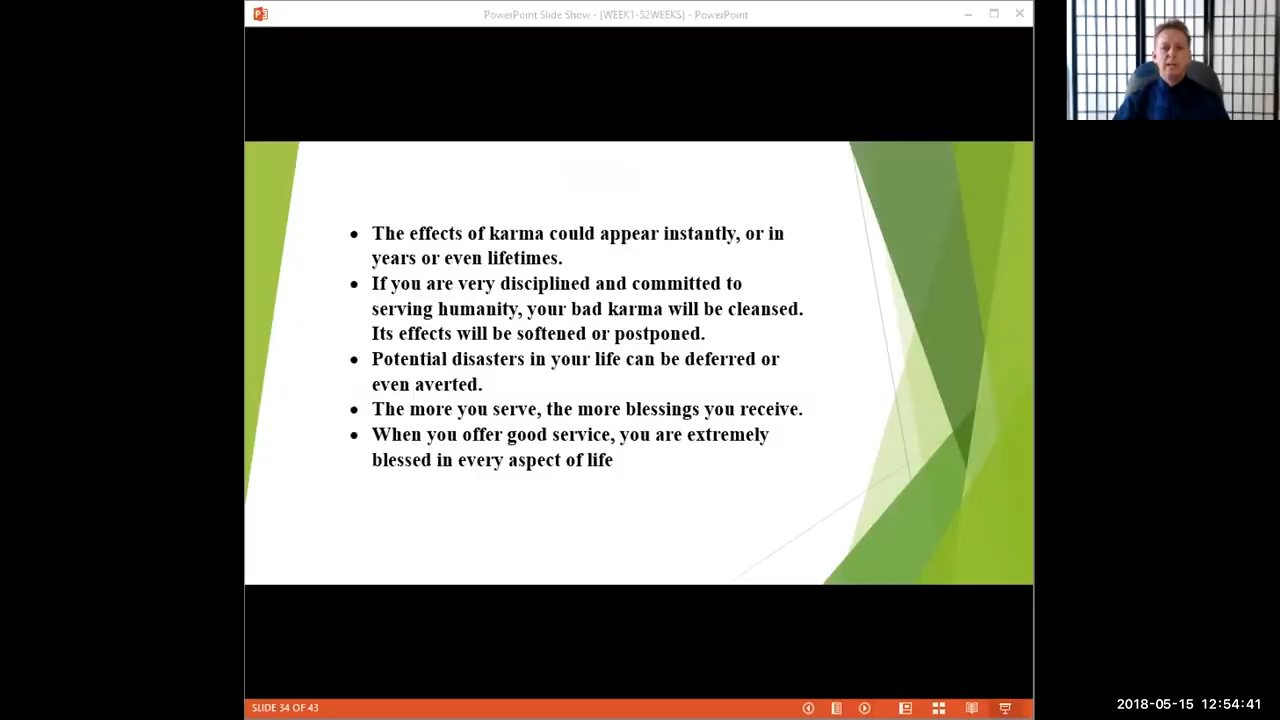 PowerPoint Slide Show - [WEEK1-52WEEKS] - PowerPoint
• The effects of karma could appear instantly, or in
years or even lifetimes.
• If you are very disciplined and committed to
serving humanity, your bad karma will be cleansed.
Its effects will be softened or postponed.
• Potential disasters in your life can be deferred or
even averted.
• The more you serve, the more blessings you receive.
• When you offer good service, you are extremely
blessed in every aspect of life
SLIDE 34 OF 43
2018-05-15 12:54:41